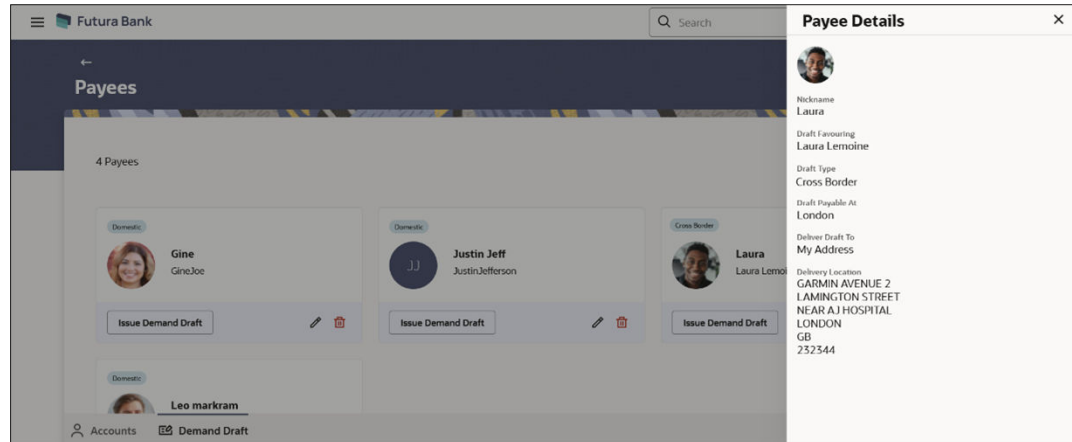 Futura Bank
Search
Payees
4 Payees
Domestic
Gine
GineJoe
Issue Demand Draft
Domestic
JJ
Justin Jeff
JustinJefferson
Issue Demand Draft
Cross Border
Laura
Laura Lemoi
Issue Demand Draft
Domestic
Leo markram
Accounts
Demand Draft
Payee Details
Nickname
Laura
Draft Favouring
Laura Lemoine
Draft Type
Cross Border
Draft Payable At
London
Deliver Draft To
My Address
Delivery Location
GARMIN AVENUE 2
LAMINGTON STREET
NEAR AJ HOSPITAL
LONDON
GB
232344